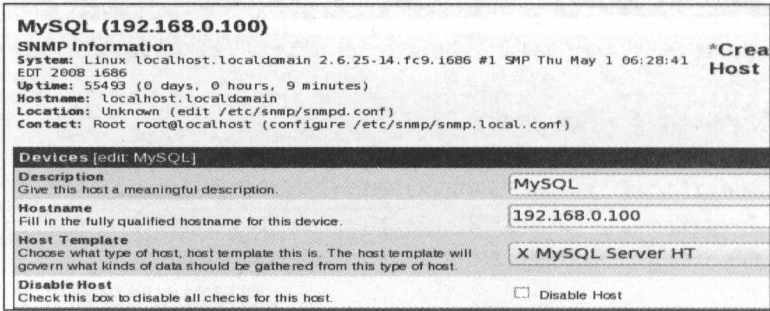 MySQL (192.168.0.100)
SNMP Information
System: Linux localhost.localdomain 2.6.25-14.fc9.i686 #1 SMP Thu May 1 06:28:41
EDT 2008 i686
Uptime: 55493 (0 days, 0 hours, 9 minutes)
Hostname: localhost.localdomain
Location: Unknown (edit /etc/snmp/snmpd.conf)
Contact: Root root@localhost (configure /etc/snmp/snmp.local.conf)
*Crea
Host
Devices [edit: MySQL]
Description
Give this host a meaningful description.
MySQL
Hostname
Fill in the fully qualified hostname for this device.
192.168.0.100
Host Template
Choose what type of host, host template this is. The host template will
govern what kinds of data should be gathered from this type of host.
X MySQL Server HT
Disable Host
Check this box to disable all checks for this host.
Disable Host